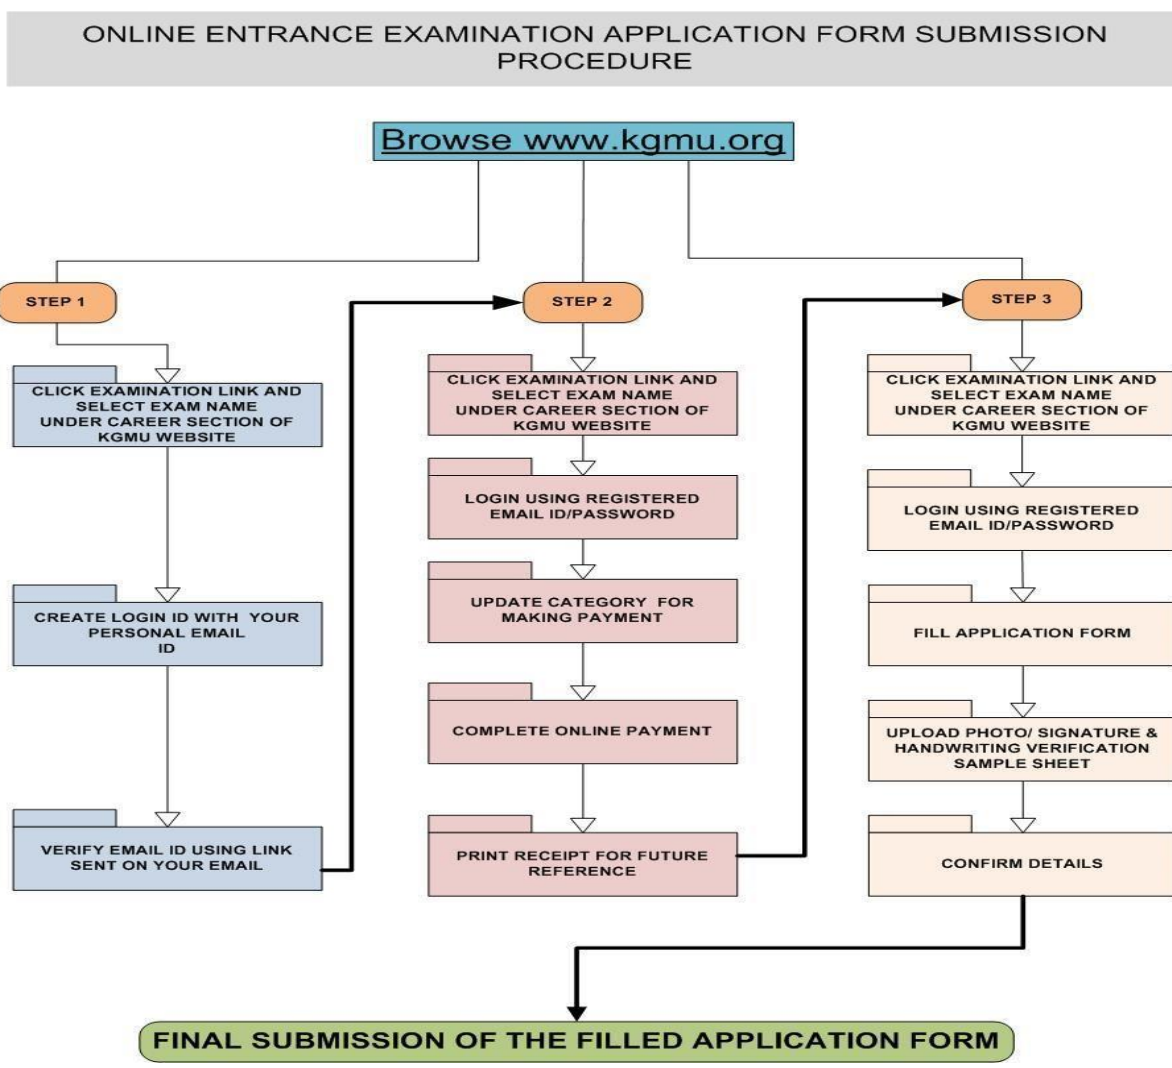 ONLINE ENTRANCE EXAMINATION APPLICATION FORM SUBMISSION
PROCEDURE
Browse www.kgmu.org
STEP 1
CLICK EXAMINATION LINK AND
SELECT EXAM NAME
UNDER CAREER SECTION OF
KGMU WEBSITE
CREATE LOGIN ID WITH YOUR
PERSONAL EMAIL
ID
VERIFY EMAIL ID USING LINK
SENT ON YOUR EMAIL
STEP 2
CLICK EXAMINATION LINK AND
SELECT EXAM NAME
UNDER CAREER SECTION OF
KGMU WEBSITE
LOGIN USING REGISTERED
EMAIL ID/PASSWORD
UPDATE CATEGORY FOR
MAKING PAYMENT
COMPLETE ONLINE PAYMENT
PRINT RECEIPT FOR FUTURE
REFERENCE
STEP 3
CLICK EXAMINATION LINK AND
SELECT EXAM NAME
UNDER CAREER SECTION OF
KGMU WEBSITE
LOGIN USING REGISTERED
EMAIL ID/PASSWORD
FILL APPLICATION FORM
UPLOAD PHOTO/ SIGNATURE &
HANDWRITING VERIFICATION
SAMPLE SHEET
CONFIRM DETAILS
FINAL SUBMISSION OF THE FILLED APPLICATION FORM